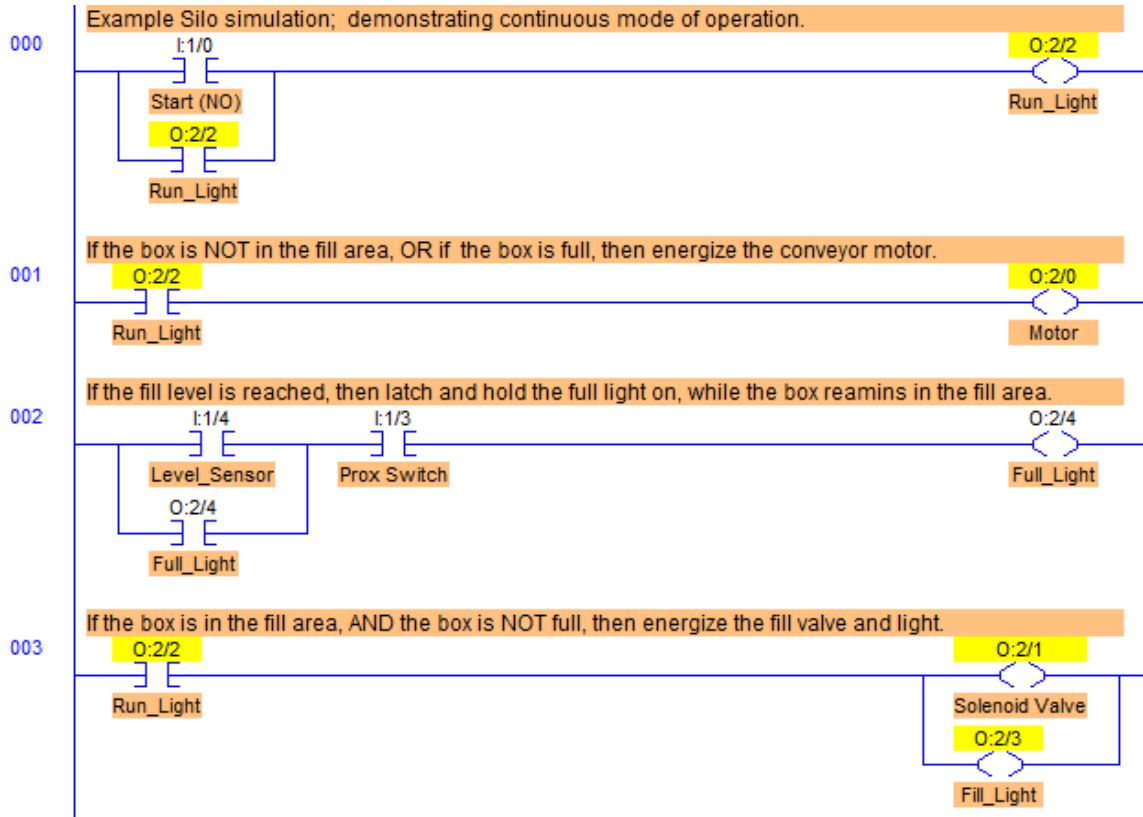 Example Silo simulation; demonstrating continuous mode of operation.
000
I:1/0
O:2/2
Start (NO)
Run_Light
O:2/2
Run_Light
If the box is NOT in the fill area, OR if the box is full, then energize the conveyor motor.
001
O:2/2
O:2/0
Run_Light
Motor
If the fill level is reached, then latch and hold the full light on, while the box reamins in the fill area.
002
I:1/4
I:1/3
O:2/4
Level_Sensor
Prox Switch
Full_Light
O:2/4
Full_Light
If the box is in the fill area, AND the box is NOT full, then energize the fill valve and light.
003
O:2/2
O:2/1
Run_Light
Solenoid Valve
O:2/3
Fill_Light